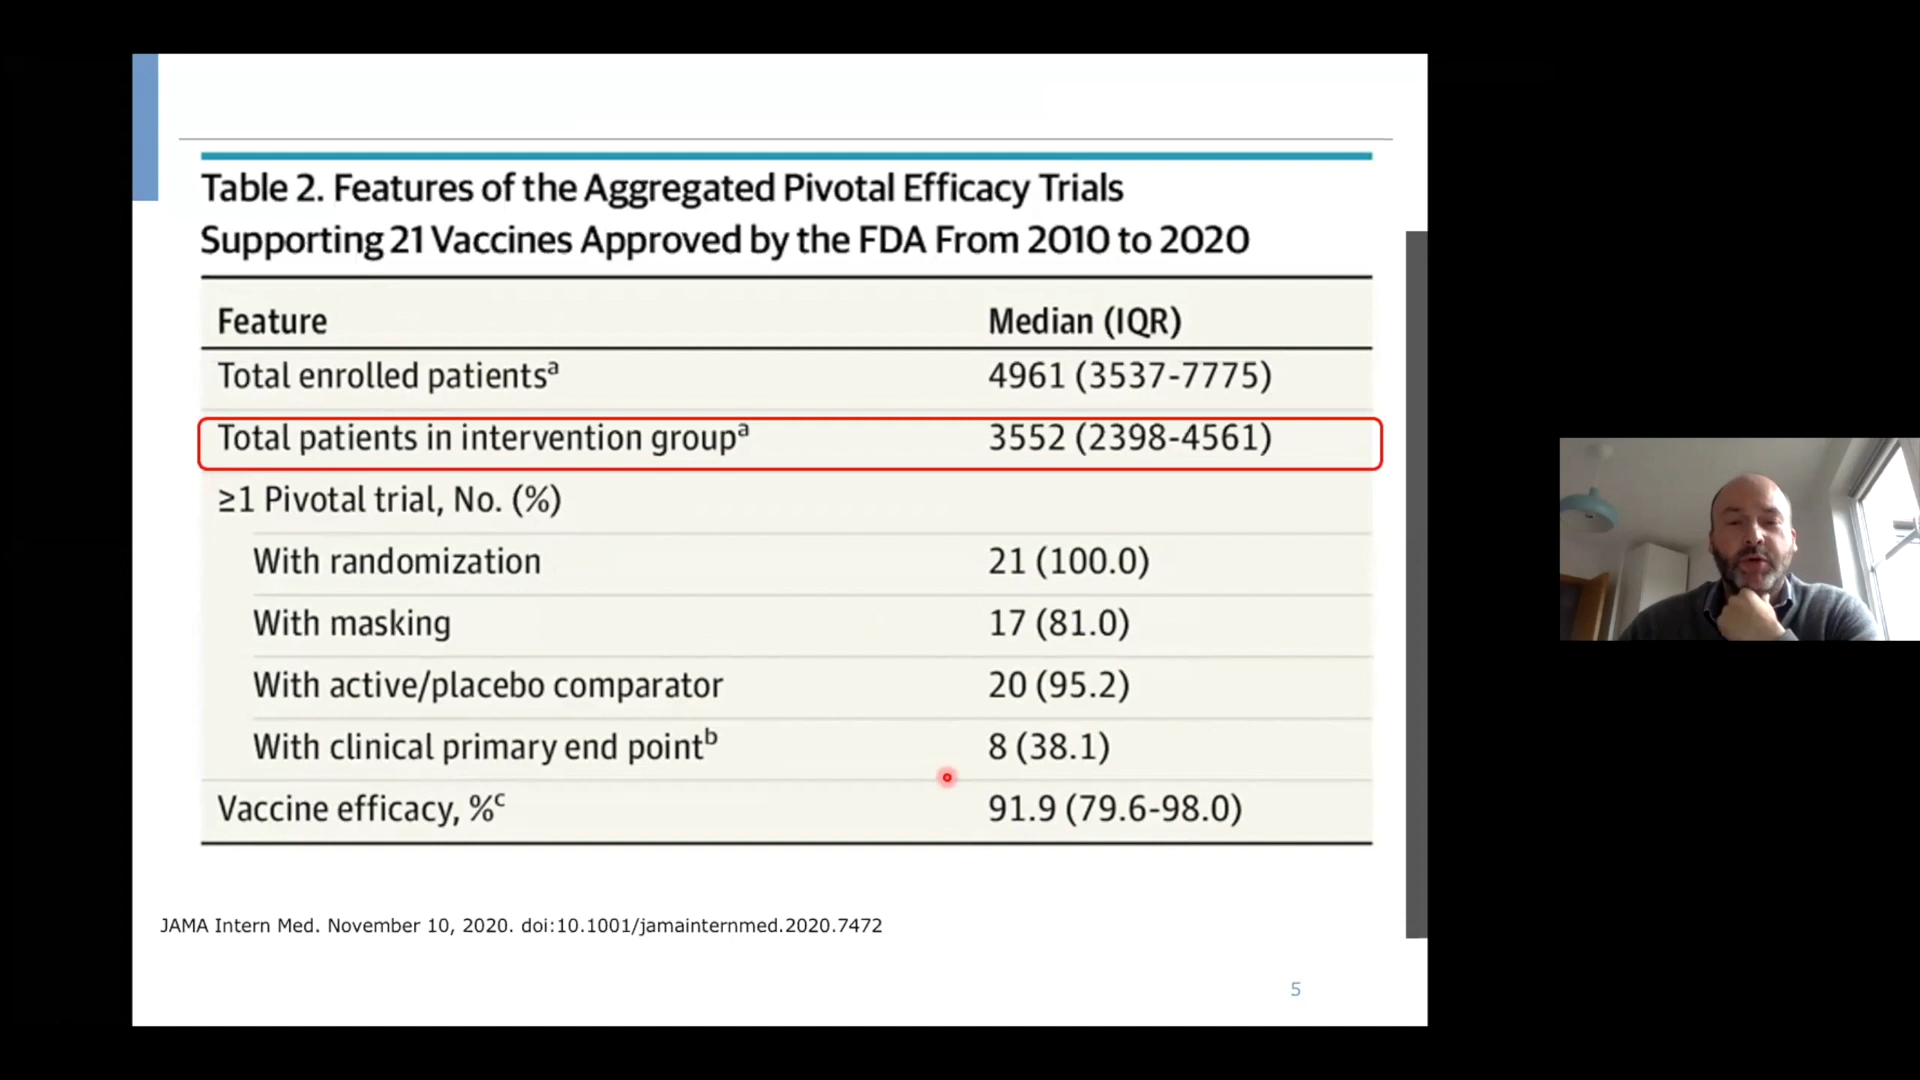 Table 2. Features of the Aggregated Pivotal Efficacy Trials
Supporting 21 Vaccines Approved by the FDA From 2010 to 2020
Feature Median (IQR)
Total enrolled patientsᵃ 4961 (3537-7775)
Total patients in intervention groupᵃ 3552 (2398-4561)
≥1 Pivotal trial, No. (%)
With randomization 21 (100.0)
With masking 17 (81.0)
With active/placebo comparator 20 (95.2)
With clinical primary end pointᵇ 8 (38.1)
Vaccine efficacy, %ᶜ 91.9 (79.6-98.0)
JAMA Intern Med. November 10, 2020. doi:10.1001/jamainternmed.2020.7472
5